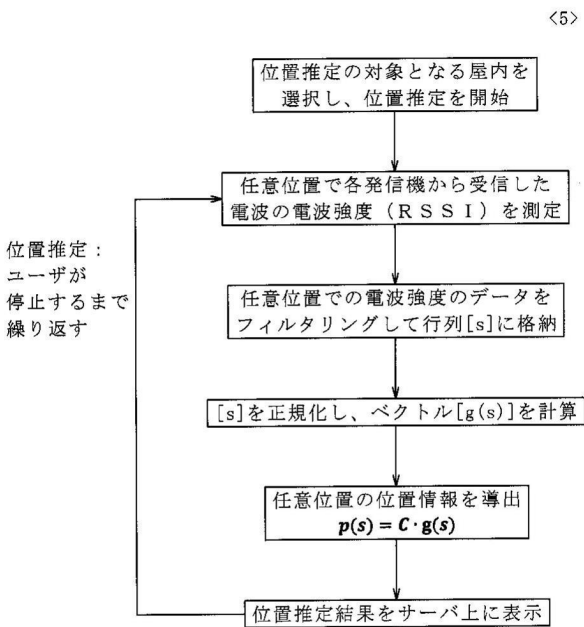 <5>
位置推定の対象となる屋内を
選択し、位置推定を開始
任意位置で各発信機から受信した
電波の電波強度（ＲＳＳＩ）を測定
位置推定：
ユーザが
停止するまで
繰り返す
任意位置での電波強度のデータを
フィルタリングして行列[s]に格納
[s]を正規化し、ベクトル[g(s)]を計算
任意位置の位置情報を導出
p(s) = C · g(s)
位置推定結果をサーバ上に表示